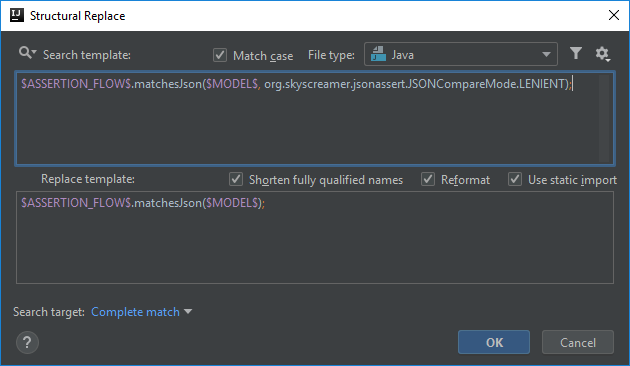 Structural Replace
Search template:
Match case
File type:
Java
$ASSERTION_FLOW$.matchesJson($MODEL$, org.skyscreamer.jsonassert.JSONCompareMode.LENIENT);
Replace template:
Shorten fully qualified names
Reformat
Use static import
$ASSERTION_FLOW$.matchesJson($MODEL$);
Search target:
Complete match
?
OK
Cancel